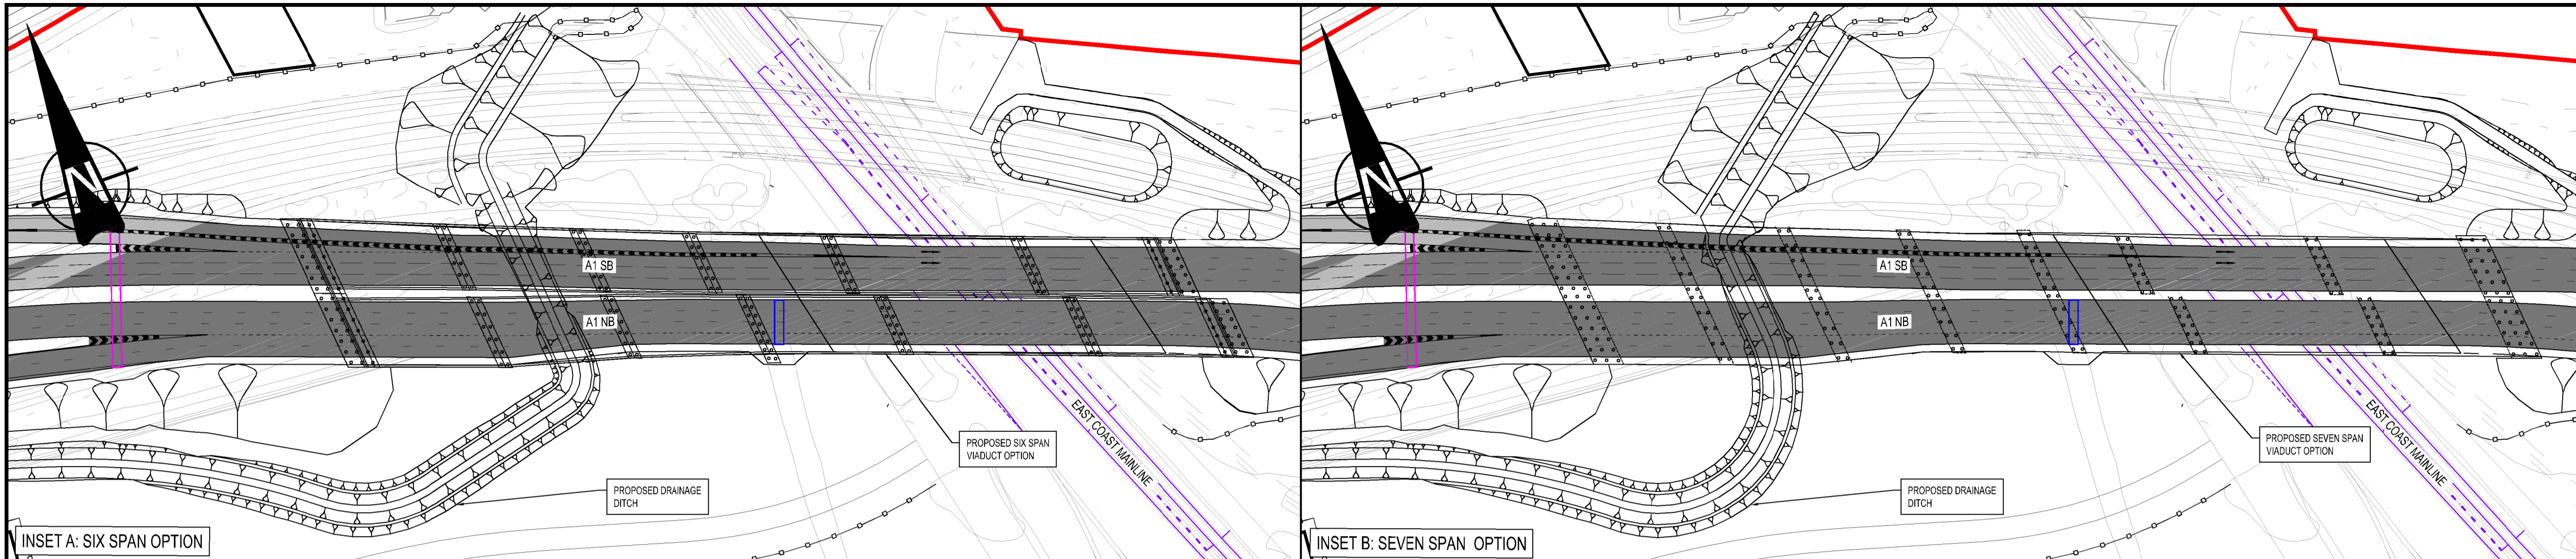 N
A1 SB
A1 NB
EAST COAST MAINLINE
PROPOSED SIX SPAN
VIADUCT OPTION
PROPOSED DRAINAGE
DITCH
INSET A: SIX SPAN OPTION
N
A1 SB
A1 NB
EAST COAST MAINLINE
PROPOSED SEVEN SPAN
VIADUCT OPTION
PROPOSED DRAINAGE
DITCH
INSET B: SEVEN SPAN OPTION